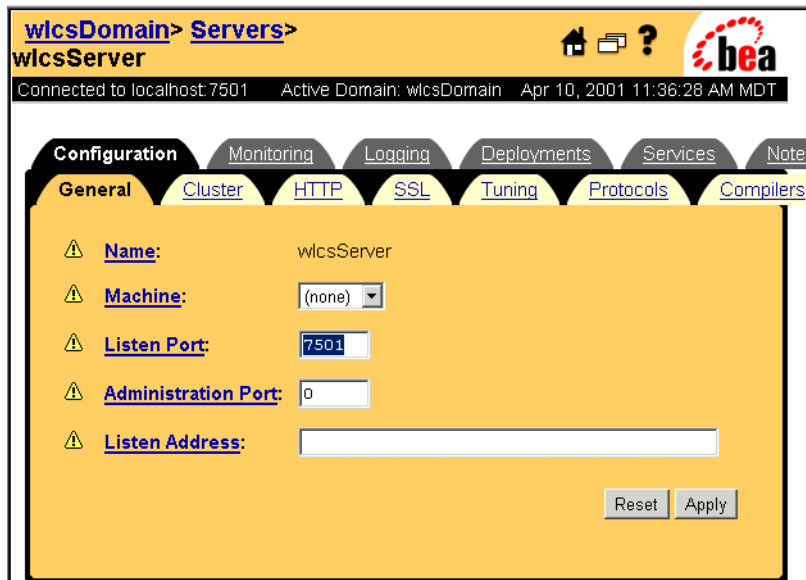 wlcsDomain> Servers>
wlcsServer
bea
Connected to localhost:7501 Active Domain: wlcsDomain Apr 10, 2001 11:36:28 AM MDT
Configuration Monitoring Logging Deployments Services Note
General Cluster HTTP SSL Tuning Protocols Compilers
Name: wlcsServer
Machine: (none)
Listen Port: 7501
Administration Port: 0
Listen Address:
Reset Apply